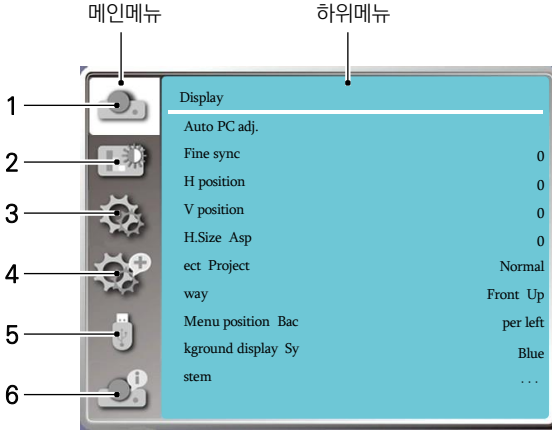 메인메뉴 하위메뉴
1
2
3
4
5
6
Display
Auto PC adj.
Fine sync 0
H position 0
V position 0
H.Size Asp 0
ect Project Normal
way Front Up
Menu position Bac per left
kground display Sy Blue
stem ...